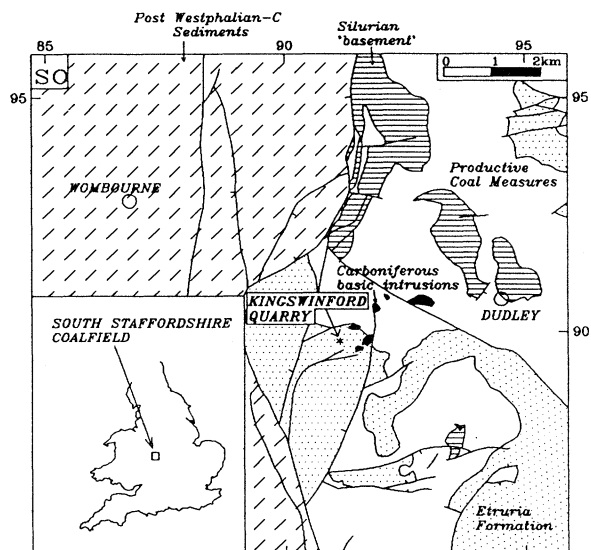 Post Westphalian-C
Sediments
Silurian
'basement'
85
90
95
SO
0 1 2km
95
WOMBOURNE
Productive
Coal Measures
Carboniferous
basic intrusions
KINGSWINFORD
QUARRY
DUDLEY
SOUTH STAFFORDSHIRE
COALFIELD
90
Etruria
Formation